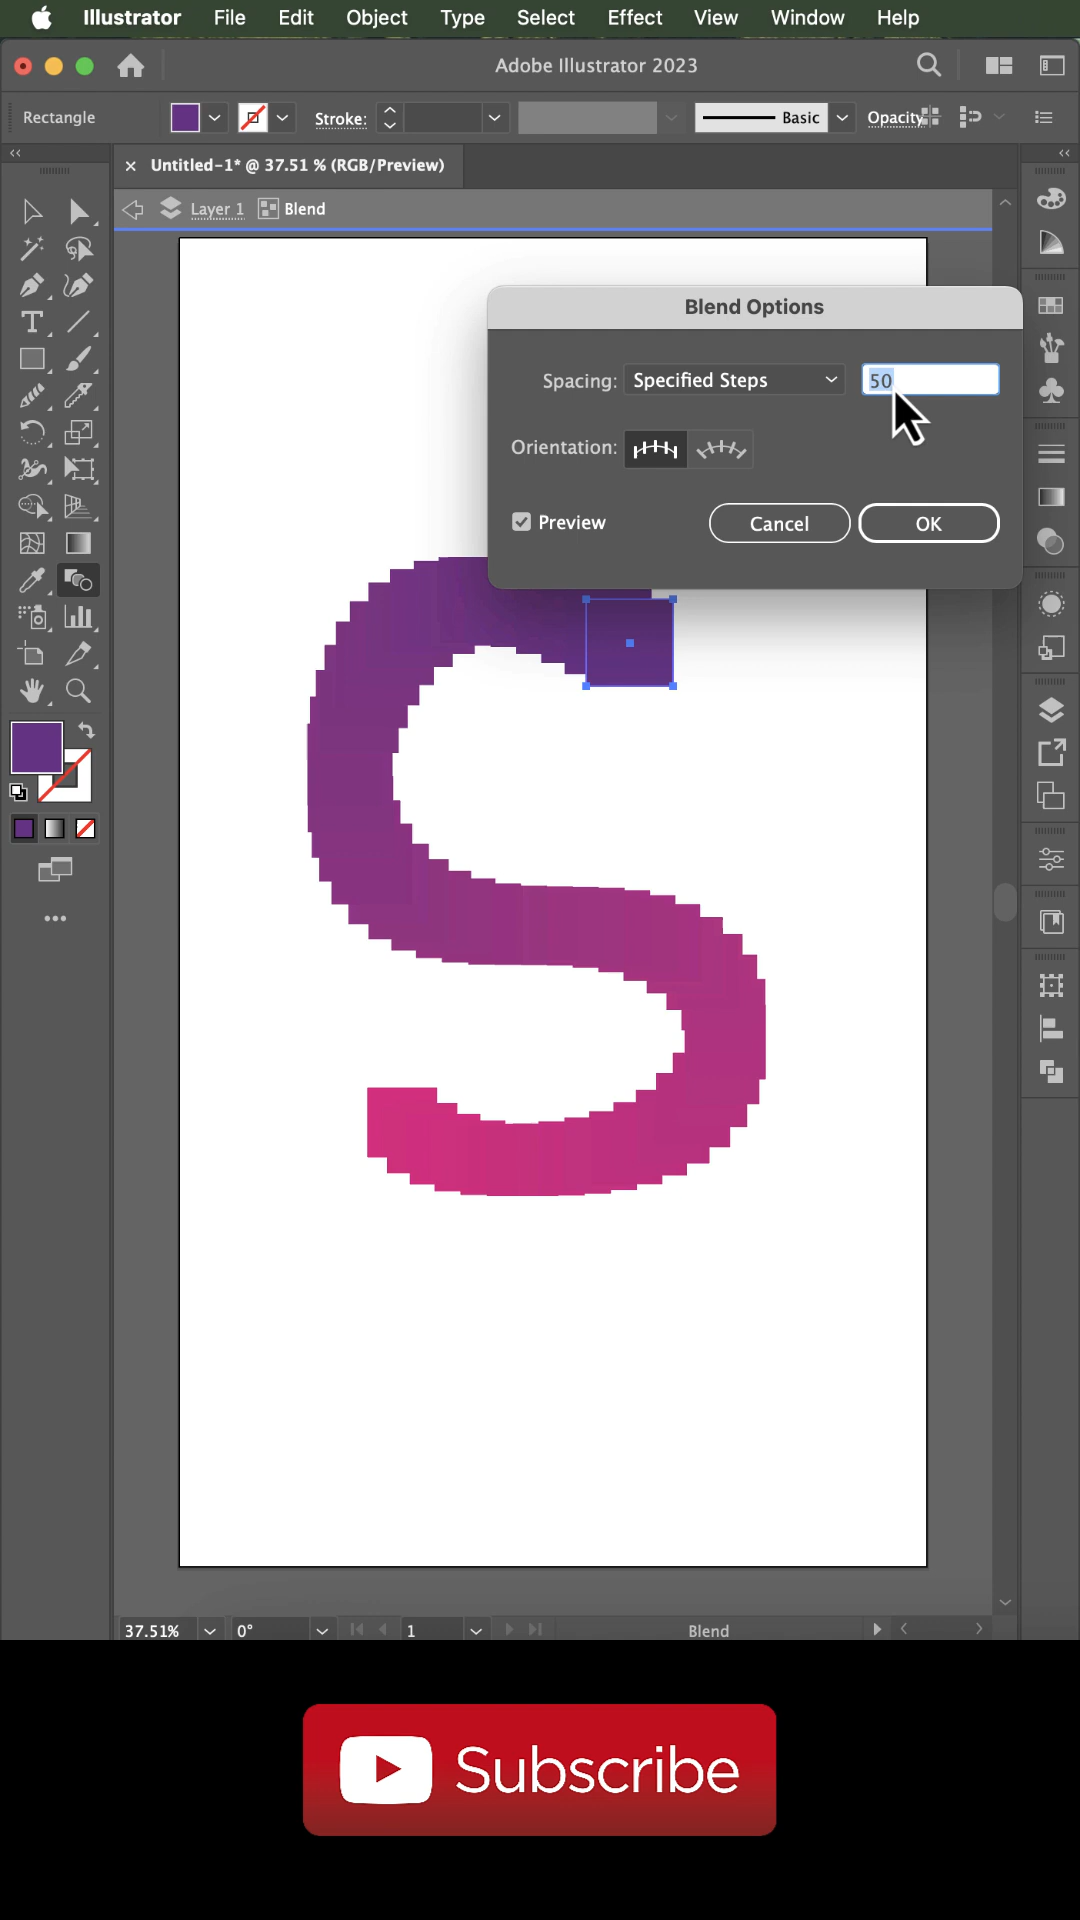 Illustrator File Edit Object Type Select Effect View Window Help
Adobe Illustrator 2023
Rectangle Stroke: Basic Opacity
× Untitled-1* @ 37.51 % (RGB/Preview)
Layer 1 Blend
Blend Options
Spacing: Specified Steps 50
Orientation:
Preview Cancel OK
37.51% 0° 1 Blend
Subscribe